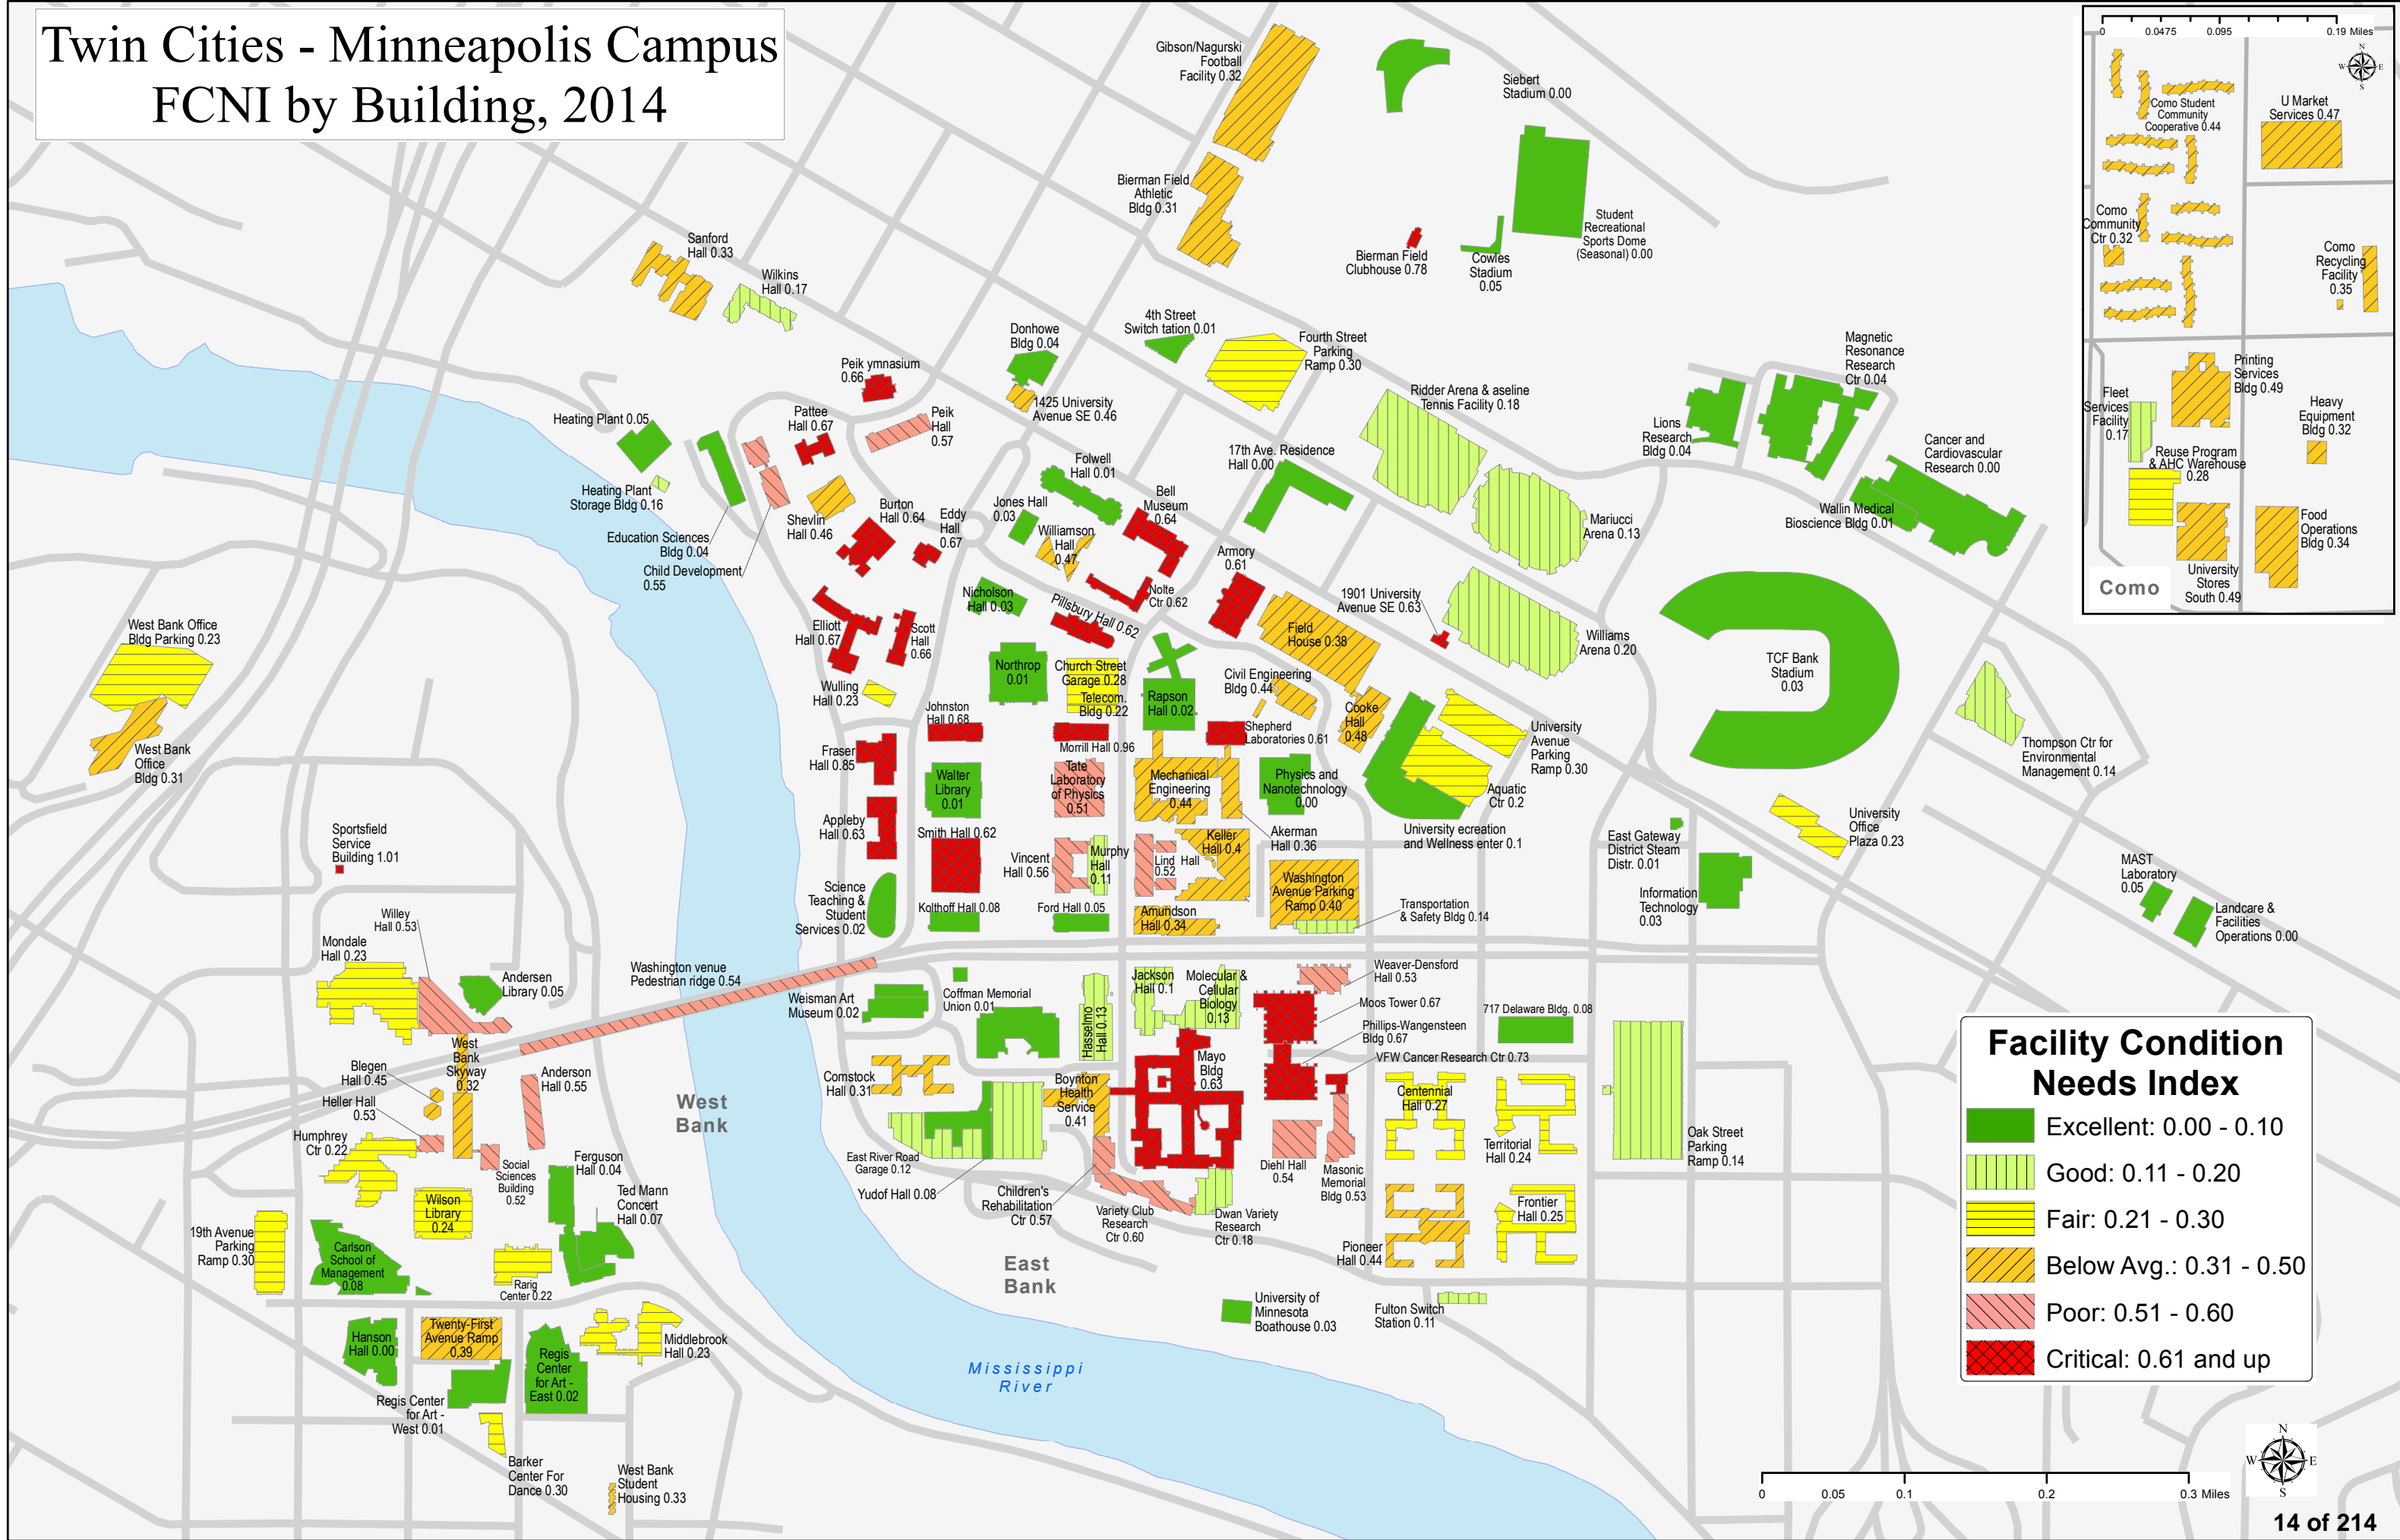 Twin Cities - Minneapolis Campus
FCNI by Building, 2014
Gibson/Nagurski
Football
Facility 0.32
Siebert
Stadium 0.00
Bierman Field
Athletic
Bldg 0.31
Student
Recreational
Sports Dome
(Seasonal) 0.00
Bierman Field
Clubhouse 0.78
Cowles
Stadium
0.05
Sanford
Hall 0.33
Wilkins
Hall 0.17
Donhowe
Bldg 0.04
4th Street
Switch tation 0.01
Fourth Street
Parking
Ramp 0.30
Magnetic
Resonance
Research
Ctr 0.04
Peik ymnasium
0.66
1425 University
Avenue SE 0.46
Ridder Arena & aseline
Tennis Facility 0.18
Heating Plant 0.05
Pattee
Hall 0.67
Peik
Hall
0.57
Lions
Research
Bldg 0.04
Cancer and
Cardiovascular
Research 0.00
17th Ave. Residence
Hall 0.00
Folwell
Hall 0.01
Heating Plant
Storage Bldg 0.16
Shevlin
Hall 0.46
Burton
Hall 0.64
Eddy
Hall
0.67
Jones Hall
0.03
Williamson
Hall
0.47
Bell
Museum
0.64
Mariucci
Arena 0.13
Wallin Medical
Bioscience Bldg 0.01
Education Sciences
Bldg 0.04
Child Development
0.55
Armory
0.61
Nicholson
Hall 0.03
Nolte
Ctr 0.62
Pillsbury Hall 0.62
1901 University
Avenue SE 0.63
Elliott
Hall 0.67
Scott
Hall
0.66
Field
House 0.38
Williams
Arena 0.20
West Bank Office
Bldg Parking 0.23
West Bank
Office
Bldg 0.31
Northrop
0.01
Church Street
Garage 0.28
Telecom.
Bldg 0.22
Rapson
Hall 0.02
Civil Engineering
Bldg 0.44
TCF Bank
Stadium
0.03
Wulling
Hall 0.23
Johnston
Hall 0.68
Morrill Hall 0.96
Shepherd
Laboratories 0.61
Cooke
Hall
0.48
University
Avenue
Parking
Ramp 0.30
Thompson Ctr for
Environmental
Management 0.14
Fraser
Hall 0.85
Walter
Library
0.01
Tate
Laboratory
of Physics
0.51
Mechanical
Engineering
0.44
Physics and
Nanotechnology
0.00
Aquatic
Ctr 0.2
Appleby
Hall 0.63
Smith Hall 0.62
Vincent
Hall 0.56
Murphy
Hall
0.11
Lind Hall
0.52
Keller
Hall 0.4
Akerman
Hall 0.36
University ecreation
and Wellness enter 0.1
East Gateway
District Steam
Distr. 0.01
University
Office
Plaza 0.23
Sportsfield
Service
Building 1.01
Science
Teaching &
Student
Services 0.02
Kolthoff Hall 0.08
Ford Hall 0.05
Amundson
Hall 0.34
Washington
Avenue Parking
Ramp 0.40
Transportation
& Safety Bldg 0.14
Information
Technology
0.03
MAST
Laboratory
0.05
Landcare &
Facilities
Operations 0.00
Willey
Hall 0.53
Mondale
Hall 0.23
Andersen
Library 0.05
Washington venue
Pedestrian ridge 0.54
Weisman Art
Museum 0.02
Coffman Memorial
Union 0.01
Hasselmo
Hall 0.13
Jackson
Hall 0.1
Molecular &
Cellular
Biology
0.13
Weaver-Densford
Hall 0.53
Moos Tower 0.67
Phillips-Wangensteen
Bldg 0.67
VFW Cancer Research Ctr 0.73
717 Delaware Bldg. 0.08
West
Bank
Skyway
0.32
Blegen
Hall 0.45
Heller Hall
0.53
Anderson
Hall 0.55
Humphrey
Ctr 0.22
Social
Sciences
Building
0.52
West
Bank
Comstock
Hall 0.31
Boynton
Health
Service
0.41
Mayo
Bldg
0.63
Centennial
Hall 0.27
Territorial
Hall 0.24
Oak Street
Parking
Ramp 0.14
East River Road
Garage 0.12
Yudof Hall 0.08
Children's
Rehabilitation
Ctr 0.57
Diehl Hall
0.54
Masonic
Memorial
Bldg 0.53
Variety Club
Research
Ctr 0.60
Dwan Variety
Research
Ctr 0.18
Pioneer
Hall 0.44
Frontier
Hall 0.25
Ferguson
Hall 0.04
Ted Mann
Concert
Hall 0.07
Wilson
Library
0.24
19th Avenue
Parking
Ramp 0.30
Carlson
School of
Management
0.08
Rarig
Center 0.22
East
Bank
University of
Minnesota
Boathouse 0.03
Fulton Switch
Station 0.11
Hanson
Hall 0.00
Twenty-First
Avenue Ramp
0.39
Regis
Center
for Art -
East 0.02
Middlebrook
Hall 0.23
Regis Center
for Art -
West 0.01
Barker
Center For
Dance 0.30
West Bank
Student
Housing 0.33
Mississippi
River
0 0.0475 0.095 0.19 Miles
N
W E
S
Como Student
Community
Cooperative 0.44
U Market
Services 0.47
Como
Community
Ctr 0.32
Como
Recycling
Facility
0.35
Printing
Services
Bldg 0.49
Fleet
Services
Facility
0.17
Heavy
Equipment
Bldg 0.32
Reuse Program
& AHC Warehouse
0.28
Food
Operations
Bldg 0.34
University
Stores
South 0.49
Como
Facility Condition
Needs Index
Excellent: 0.00 - 0.10
Good: 0.11 - 0.20
Fair: 0.21 - 0.30
Below Avg.: 0.31 - 0.50
Poor: 0.51 - 0.60
Critical: 0.61 and up
N
W E
S
0 0.05 0.1 0.2 0.3 Miles
14 of 214